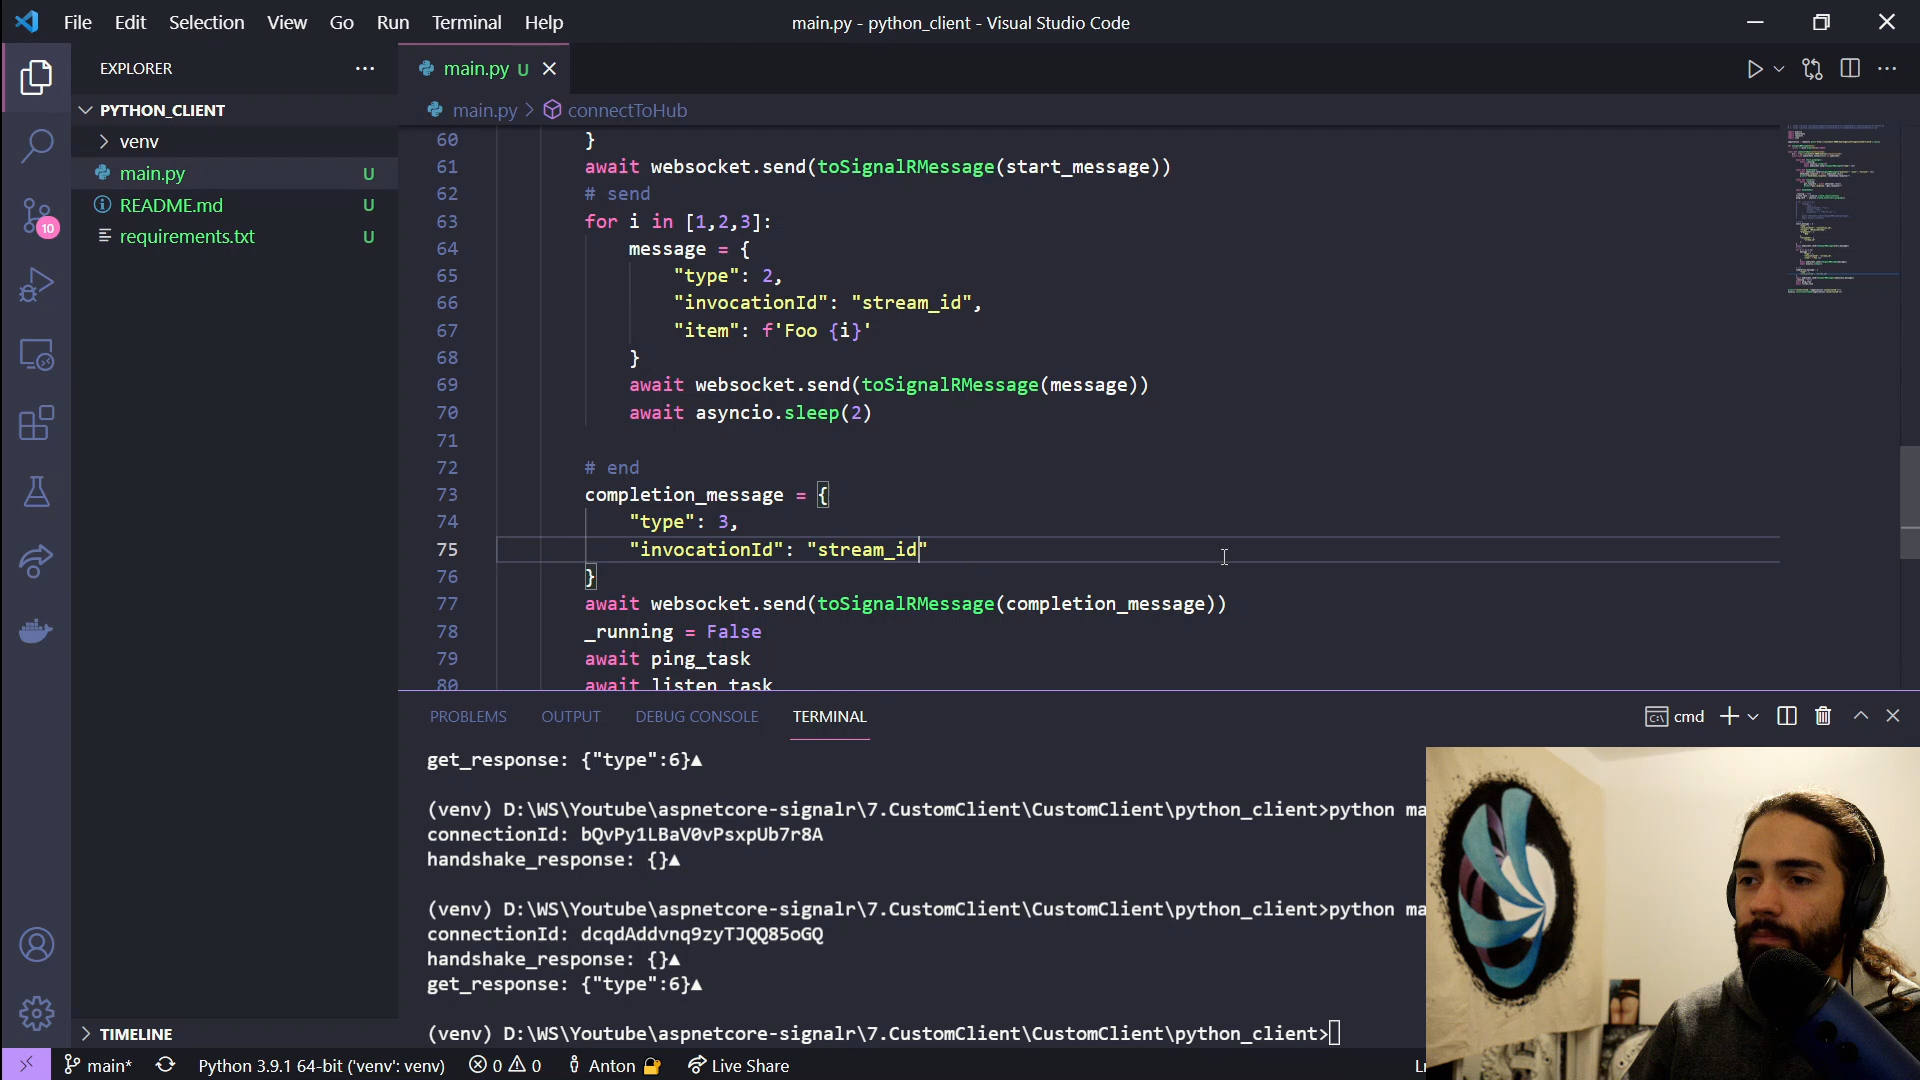 File Edit Selection View Go Run Terminal Help
main.py - python_client - Visual Studio Code
EXPLORER
PYTHON_CLIENT
venv
main.py U
README.md U
requirements.txt U
TIMELINE
10
main.py U
main.py > connectToHub
60 }
61 await websocket.send(toSignalRMessage(start_message))
62 # send
63 for i in [1,2,3]:
64 message = {
65 "type": 2,
66 "invocationId": "stream_id",
67 "item": f'Foo {i}'
68 }
69 await websocket.send(toSignalRMessage(message))
70 await asyncio.sleep(2)
71
72 # end
73 completion_message = {
74 "type": 3,
75 "invocationId": "stream_id"
76 }
77 await websocket.send(toSignalRMessage(completion_message))
78 _running = False
79 await ping_task
80 await listen_task
PROBLEMS OUTPUT DEBUG CONSOLE TERMINAL
cmd
get_response: {"type":6}▲
(venv) D:\WS\Youtube\aspnetcore-signalr\7.CustomClient\CustomClient\python_client>python ma
connectionId: bQvPy1LBaV0vPsxpUb7r8A
handshake_response: {}▲
(venv) D:\WS\Youtube\aspnetcore-signalr\7.CustomClient\CustomClient\python_client>python ma
connectionId: dcqdAddvnq9zyTJQQ85oGQ
handshake_response: {}▲
get_response: {"type":6}▲
(venv) D:\WS\Youtube\aspnetcore-signalr\7.CustomClient\CustomClient\python_client>
main* Python 3.9.1 64-bit ('venv': venv) 0 0 Anton Live Share